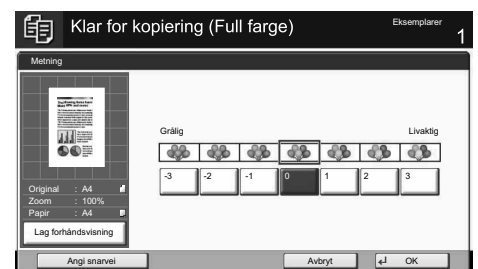 Klar for kopiering (Full farge)
Eksemplarer
1
Metning
Grålig
Livaktig
-3 -2 -1 0 1 2 3
Original : A4
Zoom : 100%
Papir : A4
Lag forhåndsvisning
Angi snarvei
Avbryt
OK